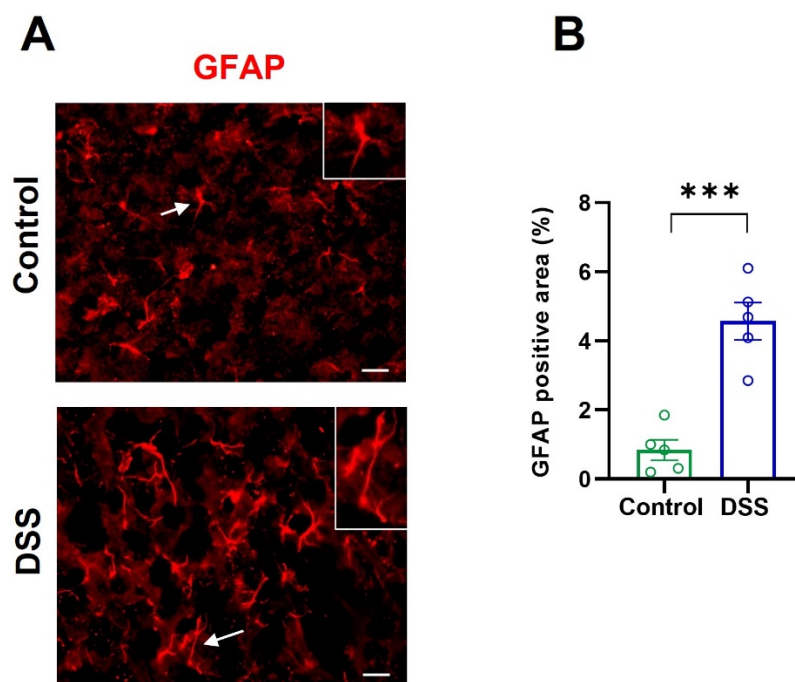 A
GFAP
Control
DSS
B
GFAP positive area (%)
8
6
4
2
0
***
Control DSS